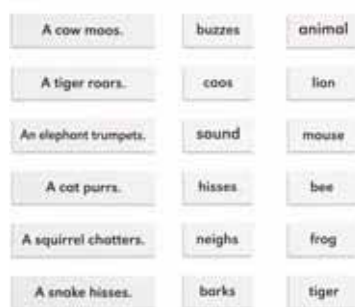 A cow moos. buzzes animal
A tiger roars. coos lion
An elephant trumpets. sound mouse
A cat purrs. hisses bee
A squirrel chatters. neighs frog
A snake hisses. barks tiger